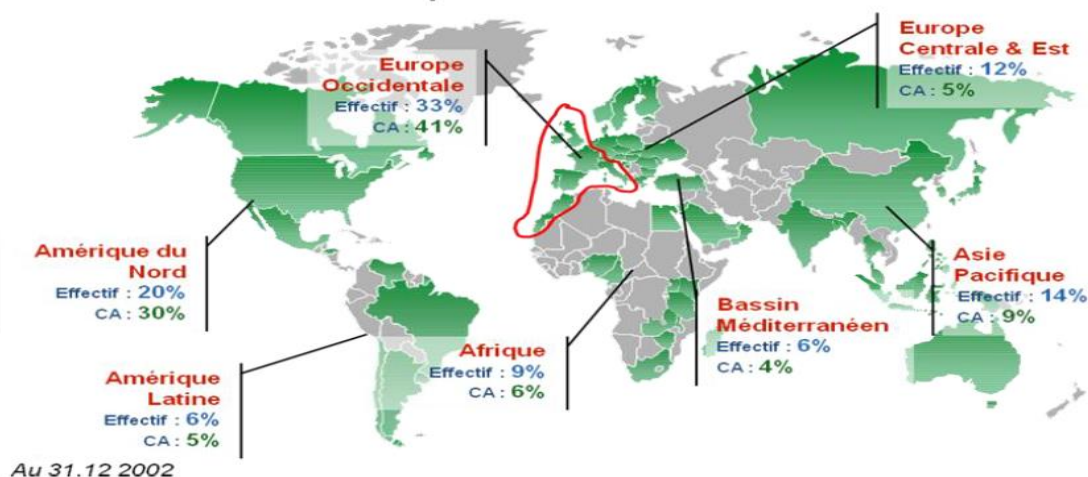 Europe
Centrale & Est
Effectif : 12%
CA : 5%
Europe
Occidentale
Effectif : 33%
CA : 41%
Amérique du
Nord
Effectif : 20%
CA : 30%
Asie
Pacifique
Effectif : 14%
CA : 9%
Bassin
Méditerranéen
Effectif : 6%
CA : 4%
Afrique
Effectif : 9%
CA : 6%
Amérique
Latine
Effectif : 6%
CA : 5%
Au 31.12 2002